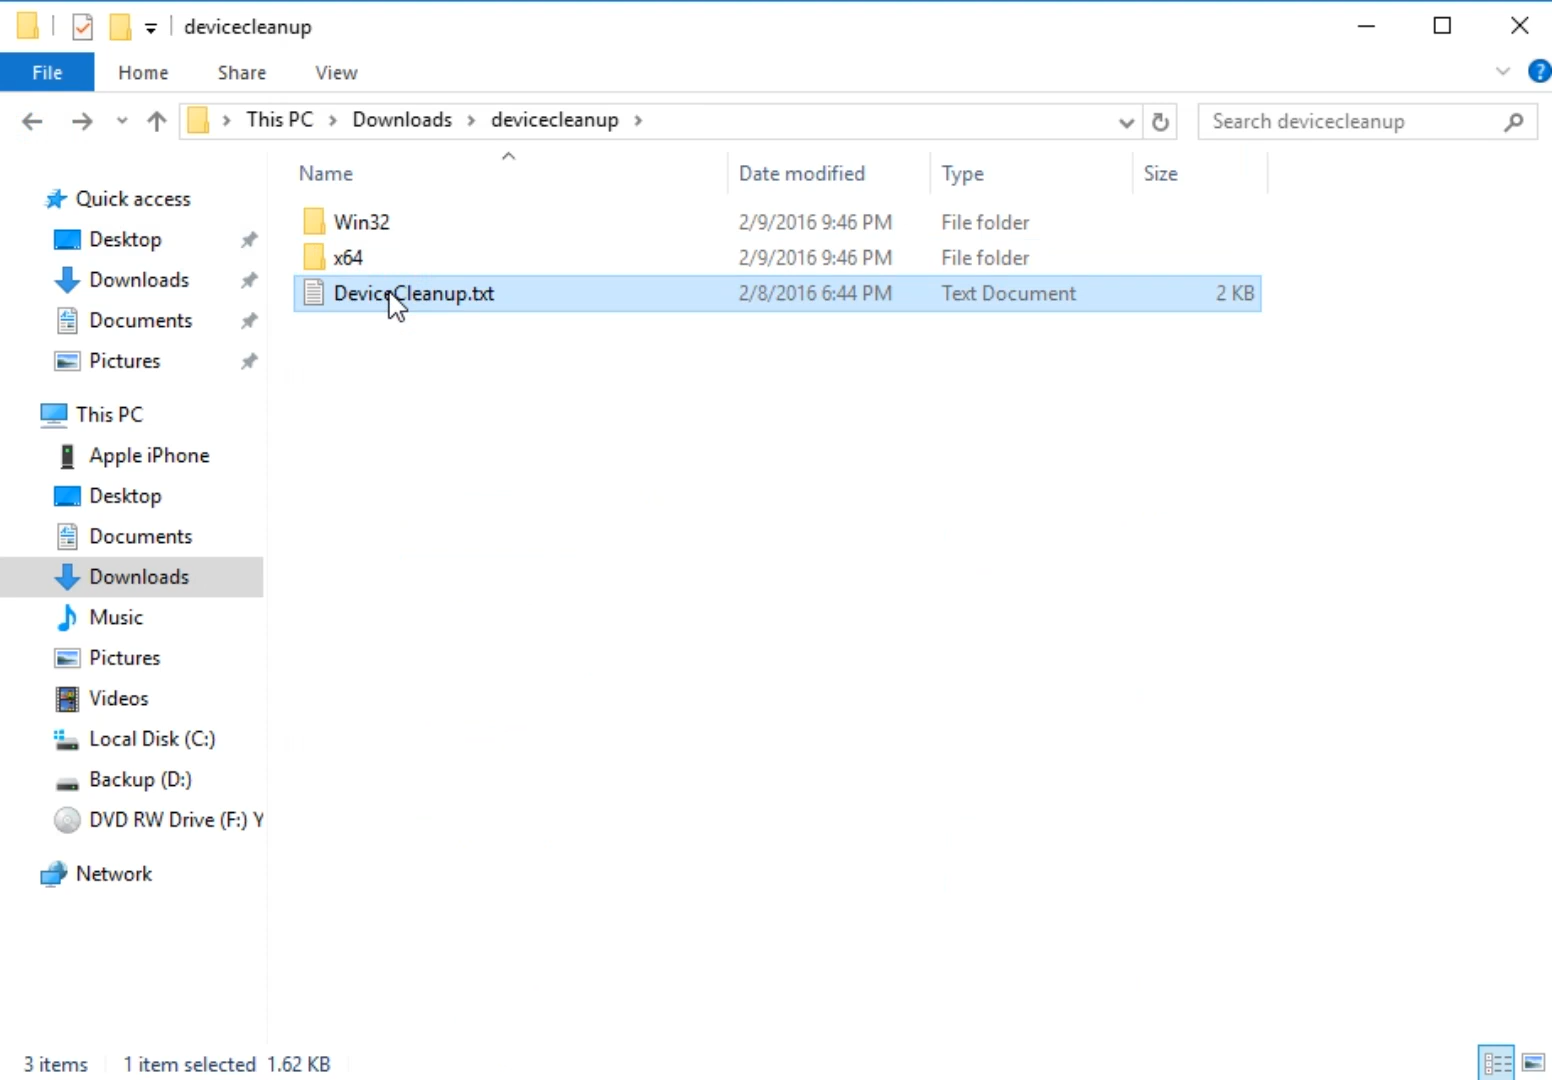 devicecleanup
File Home Share View ?
This PC Downloads devicecleanup Search devicecleanup
Name Date modified Type Size
Quick access
Desktop
Downloads
Documents
Pictures
This PC
Apple iPhone
Desktop
Documents
Downloads
Music
Pictures
Videos
Local Disk (C:)
Backup (D:)
DVD RW Drive (F:) Y
Network
Win32 2/9/2016 9:46 PM File folder
x64 2/9/2016 9:46 PM File folder
DeviceCleanup.txt 2/8/2016 6:44 PM Text Document 2 KB
3 items 1 item selected 1.62 KB